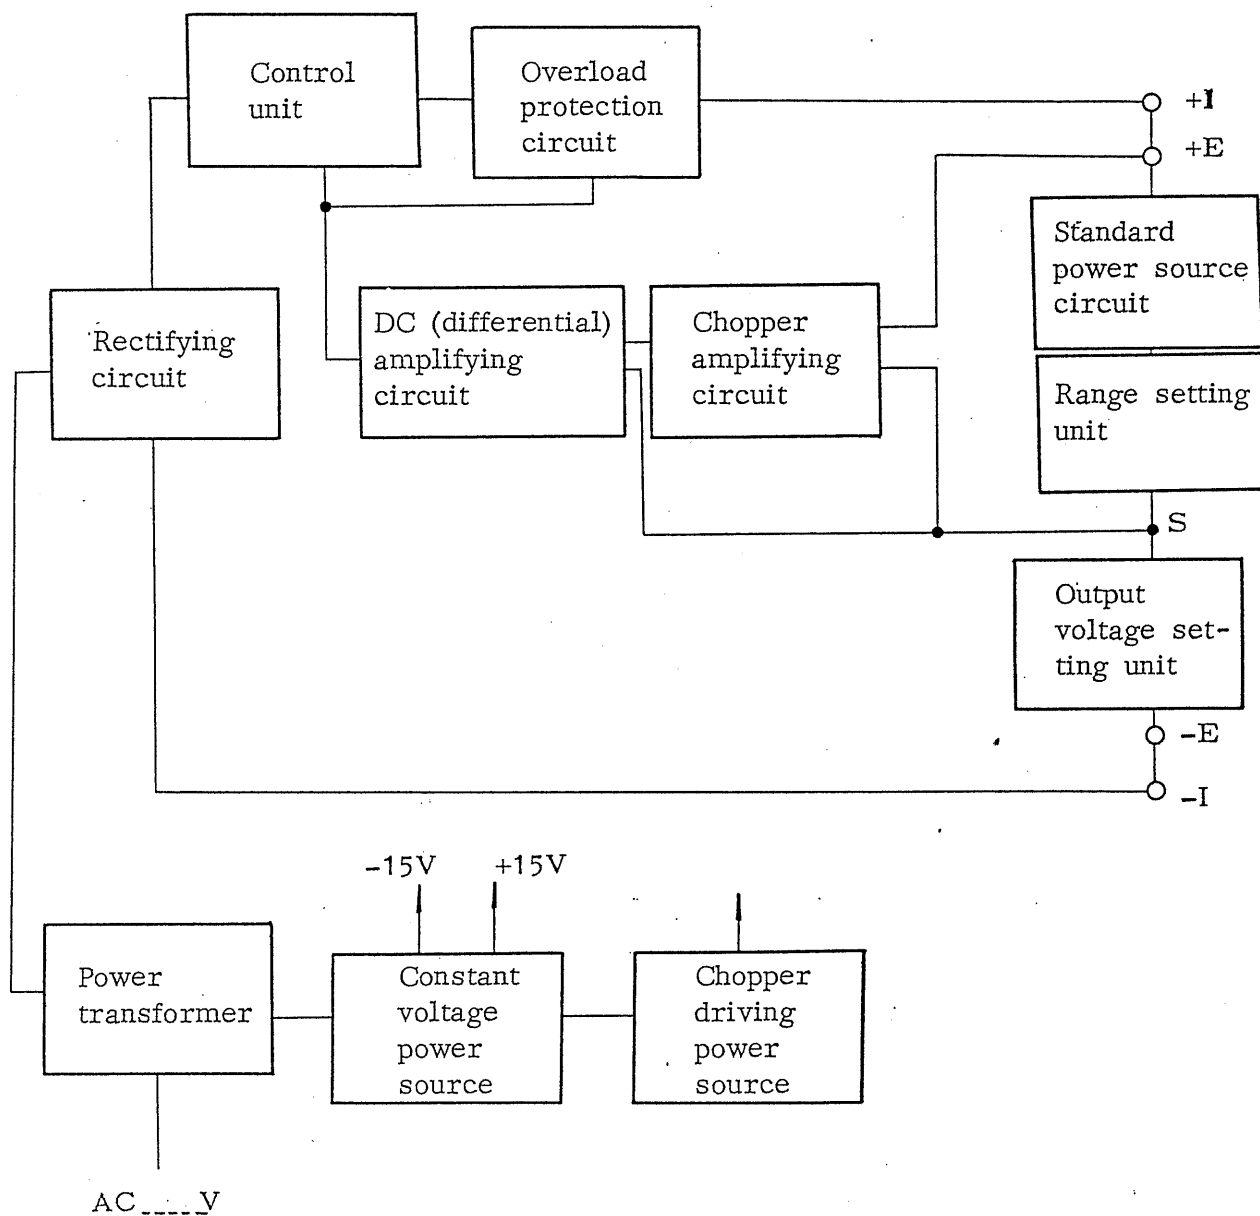 Control
unit
Overload
protection
circuit
+I
+E
Standard
power source
circuit
Rectifying
circuit
DC (differential)
amplifying
circuit
Chopper
amplifying
circuit
Range setting
unit
S
Output
voltage set-
ting unit
-E
-I
-15V
+15V
Power
transformer
Constant
voltage
power
source
Chopper
driving
power
source
AC____V